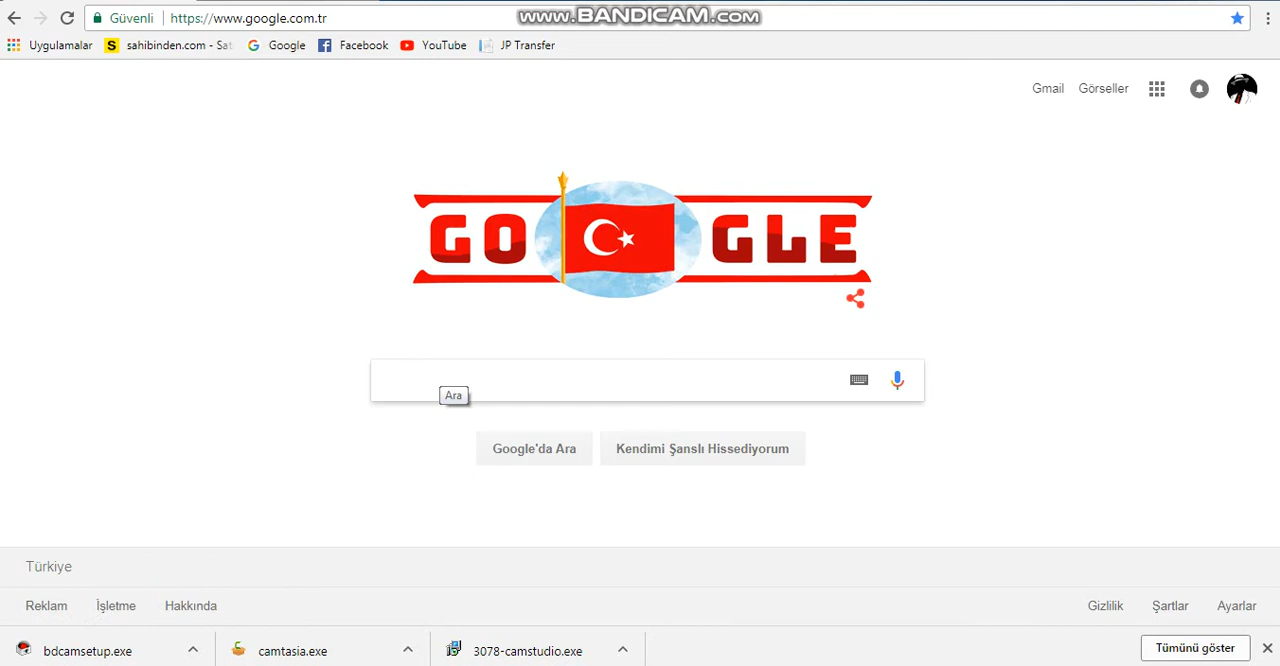 www.BANDICAM.com
Güvenli https://www.google.com.tr
Uygulamalar sahibinden.com - Sat Google Facebook YouTube JP Transfer
Gmail Görseller
GO GLE
Ara
Google'da Ara Kendimi Şanslı Hissediyorum
Türkiye
Reklam İşletme Hakkında Gizlilik Şartlar Ayarlar
bdcamsetup.exe camtasia.exe 3078-camstudio.exe Tümünü göster